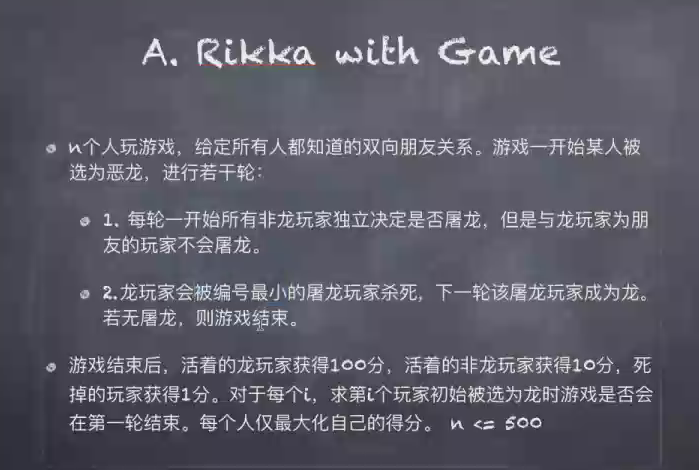 A. Rikka with Game
n个人玩游戏，给定所有人都知道的双向朋友关系。游戏一开始某人被
选为恶龙，进行若干轮：
1. 每轮一开始所有非龙玩家独立决定是否屠龙，但是与龙玩家为朋
友的玩家不会屠龙。
2.龙玩家会被编号最小的屠龙玩家杀死，下一轮该屠龙玩家成为龙。
若无屠龙，则游戏结束。
游戏结束后，活着的龙玩家获得100分，活着的非龙玩家获得10分，死
掉的玩家获得1分。对于每个i，求第i个玩家初始被选为龙时游戏是否会
在第一轮结束。每个人仅最大化自己的得分。 n <= 500